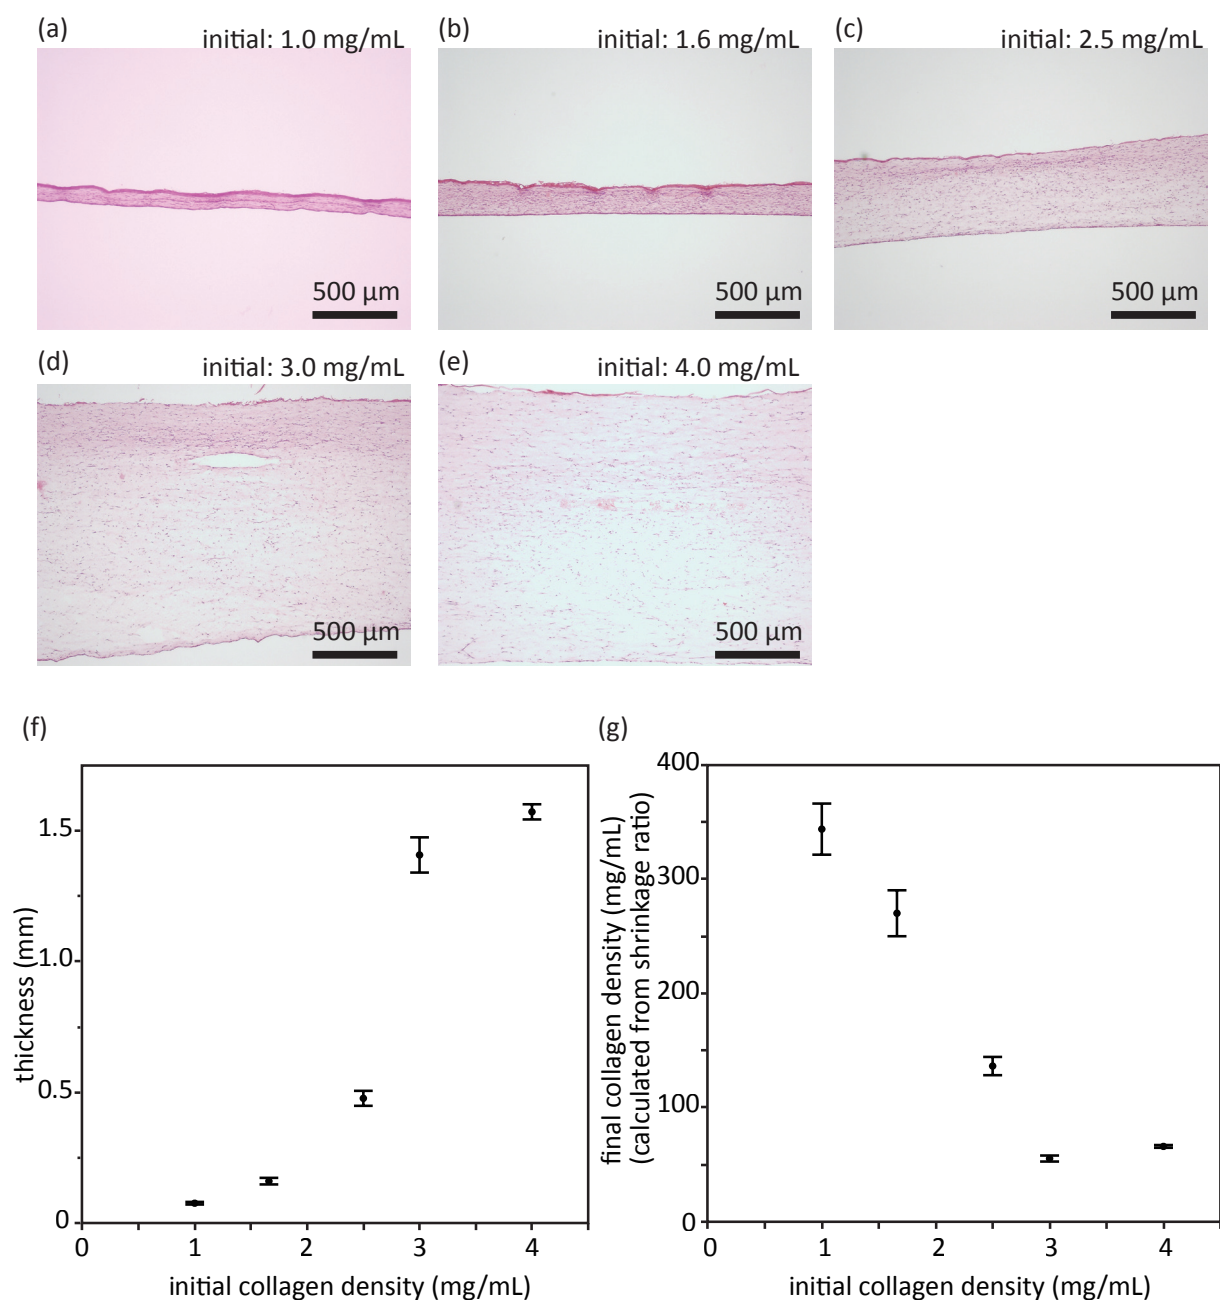 (a)
initial: 1.0 mg/mL
500 µm
(b)
initial: 1.6 mg/mL
500 µm
(c)
initial: 2.5 mg/mL
500 µm
(d)
initial: 3.0 mg/mL
500 µm
(e)
initial: 4.0 mg/mL
500 µm
(f)
thickness (mm)
1.5
1.0
0.5
0
0 1 2 3 4
initial collagen density (mg/mL)
(g)
final collagen density (mg/mL)
(calculated from shrinkage ratio)
400
300
200
100
0
0 1 2 3 4
initial collagen density (mg/mL)